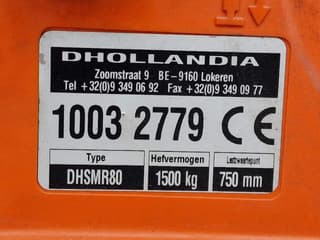 DHOLLANDIA
Zoomstraat 9 BE-9160 Lokeren
Tel +32(0)9 349 06 92 Fax +32(0)9 349 09 77
1003 2779 CE
Type Hefvermogen Lastzwaartepunt
DHSMR80 1500 kg 750 mm